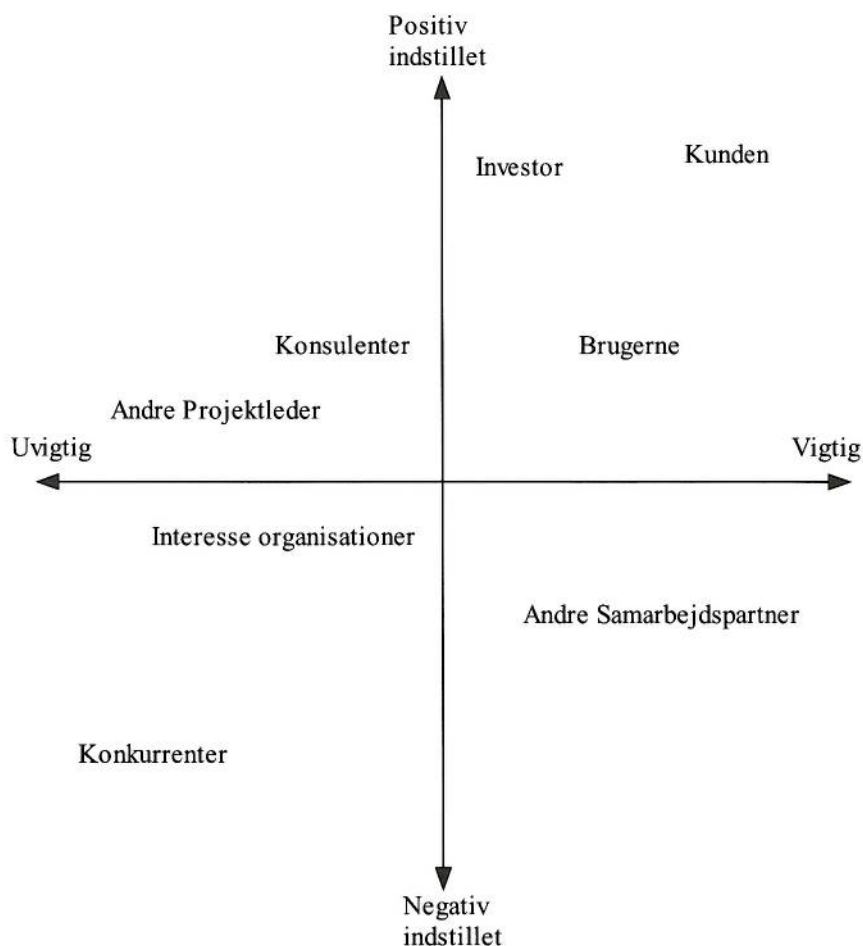 Positiv
indstillet
Investor
Kunden
Konsulenter
Brugerne
Andre Projektleder
Uvigtig
Vigtig
Interesse organisationer
Andre Samarbejdspartner
Konkurrenter
Negativ
indstillet